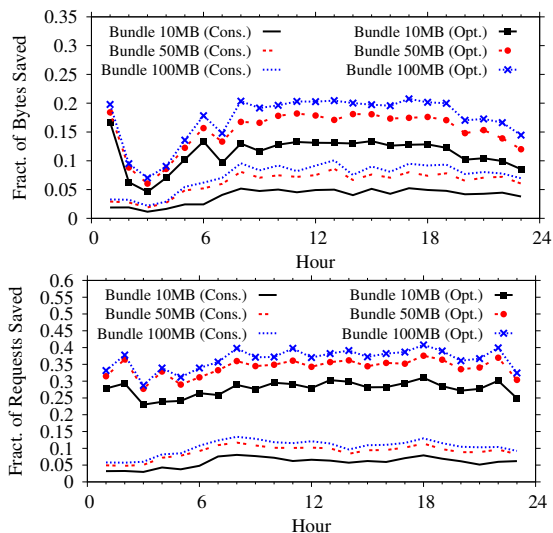 0.35
0.3
0.25
0.2
0.15
0.1
0.05
0
Fract. of Bytes Saved
Bundle 10MB (Cons.)
Bundle 50MB (Cons.)
Bundle 100MB (Cons.)
Bundle 10MB (Opt.)
Bundle 50MB (Opt.)
Bundle 100MB (Opt.)
0 6 12 18 24
Hour
0.6
0.55
0.5
0.45
0.4
0.35
0.3
0.25
0.2
0.15
0.1
0.05
0
Fract. of Requests Saved
Bundle 10MB (Cons.)
Bundle 50MB (Cons.)
Bundle 100MB (Cons.)
Bundle 10MB (Opt.)
Bundle 50MB (Opt.)
Bundle 100MB (Opt.)
0 6 12 18 24
Hour